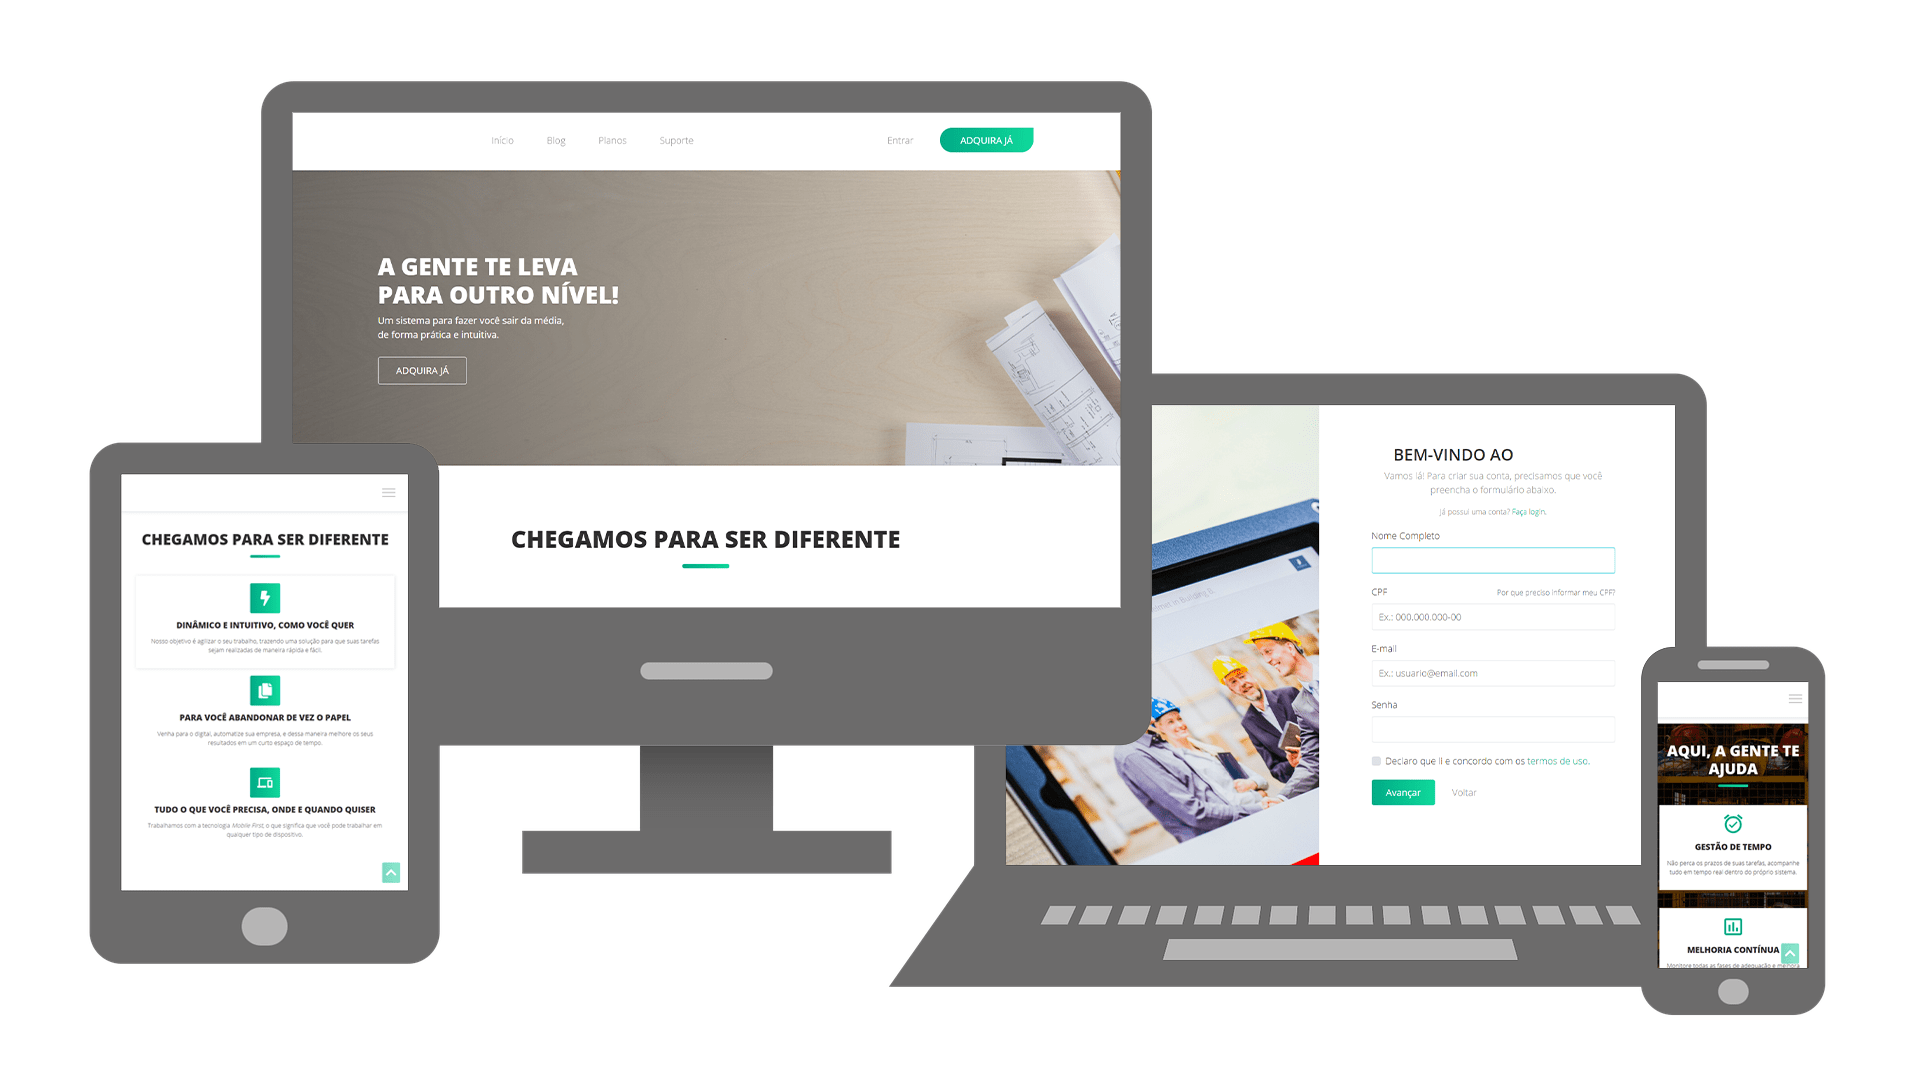 Início Blog Planos Suporte Entrar ADQUIRA JÁ
A GENTE TE LEVA
PARA OUTRO NÍVEL!
Um sistema para fazer você sair da média,
de forma prática e intuitiva.
ADQUIRA JÁ
CHEGAMOS PARA SER DIFERENTE
CHEGAMOS PARA SER DIFERENTE
DINÂMICO E INTUITIVO, COMO VOCÊ QUER
Nosso objetivo é agilizar o seu trabalho, trazendo uma solução para que suas tarefas
sejam realizadas de maneira rápida e fácil.
PARA VOCÊ ABANDONAR DE VEZ O PAPEL
Venha para o digital, automatize sua empresa, e dessa maneira melhore os seus
resultados em um curto espaço de tempo.
TUDO O QUE VOCÊ PRECISA, ONDE E QUANDO QUISER
Trabalhamos com a tecnologia Mobile First, o que significa que você pode trabalhar em
qualquer tipo de dispositivo.
BEM-VINDO AO
Vamos lá! Para criar sua conta, precisamos que você
preencha o formulário abaixo.
Já possui uma conta? Faça login.
Nome Completo
CPF Por que preciso informar meu CPF?
Ex.: 000.000.000-00
E-mail
Ex.: usuario@email.com
Senha
Declaro que li e concordo com os termos de uso.
Avançar Voltar
AQUI, A GENTE TE
AJUDA
GESTÃO DE TEMPO
Não perca os prazos de suas tarefas, acompanhe
tudo em tempo real dentro do próprio sistema.
MELHORIA CONTÍNUA
Monitore todas as fases de adequação e melhora